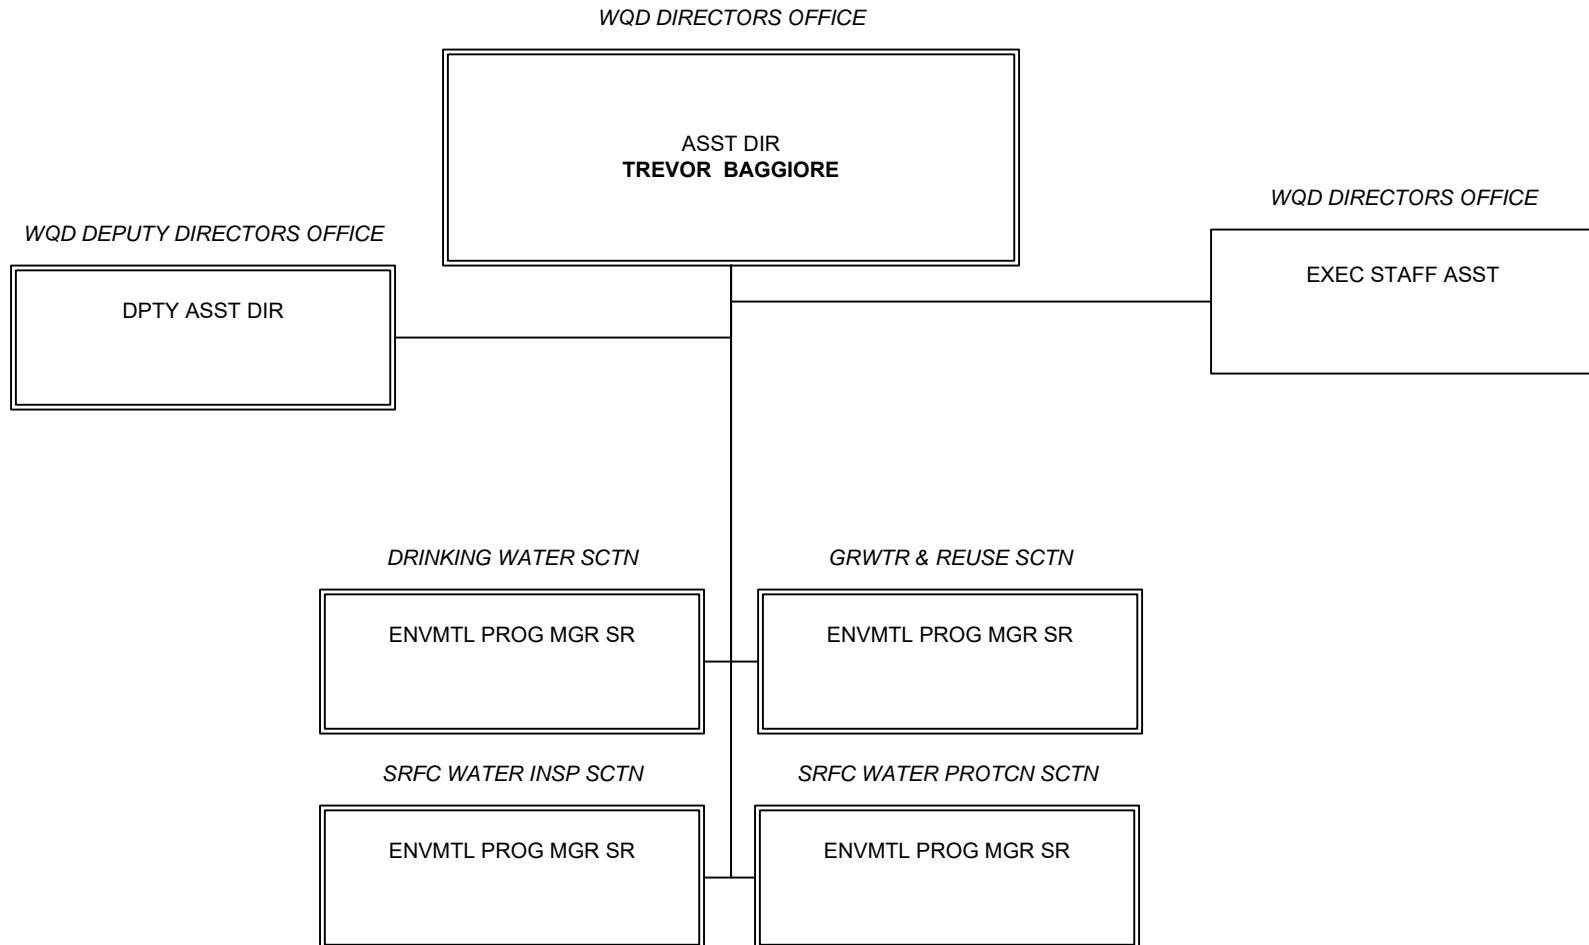 WQD DIRECTORS OFFICE
ASST DIR
TREVOR BAGGIORE
WQD DIRECTORS OFFICE
EXEC STAFF ASST
WQD DEPUTY DIRECTORS OFFICE
DPTY ASST DIR
DRINKING WATER SCTN
ENVMTL PROG MGR SR
GRWTR & REUSE SCTN
ENVMTL PROG MGR SR
SRFC WATER INSP SCTN
ENVMTL PROG MGR SR
SRFC WATER PROTCN SCTN
ENVMTL PROG MGR SR